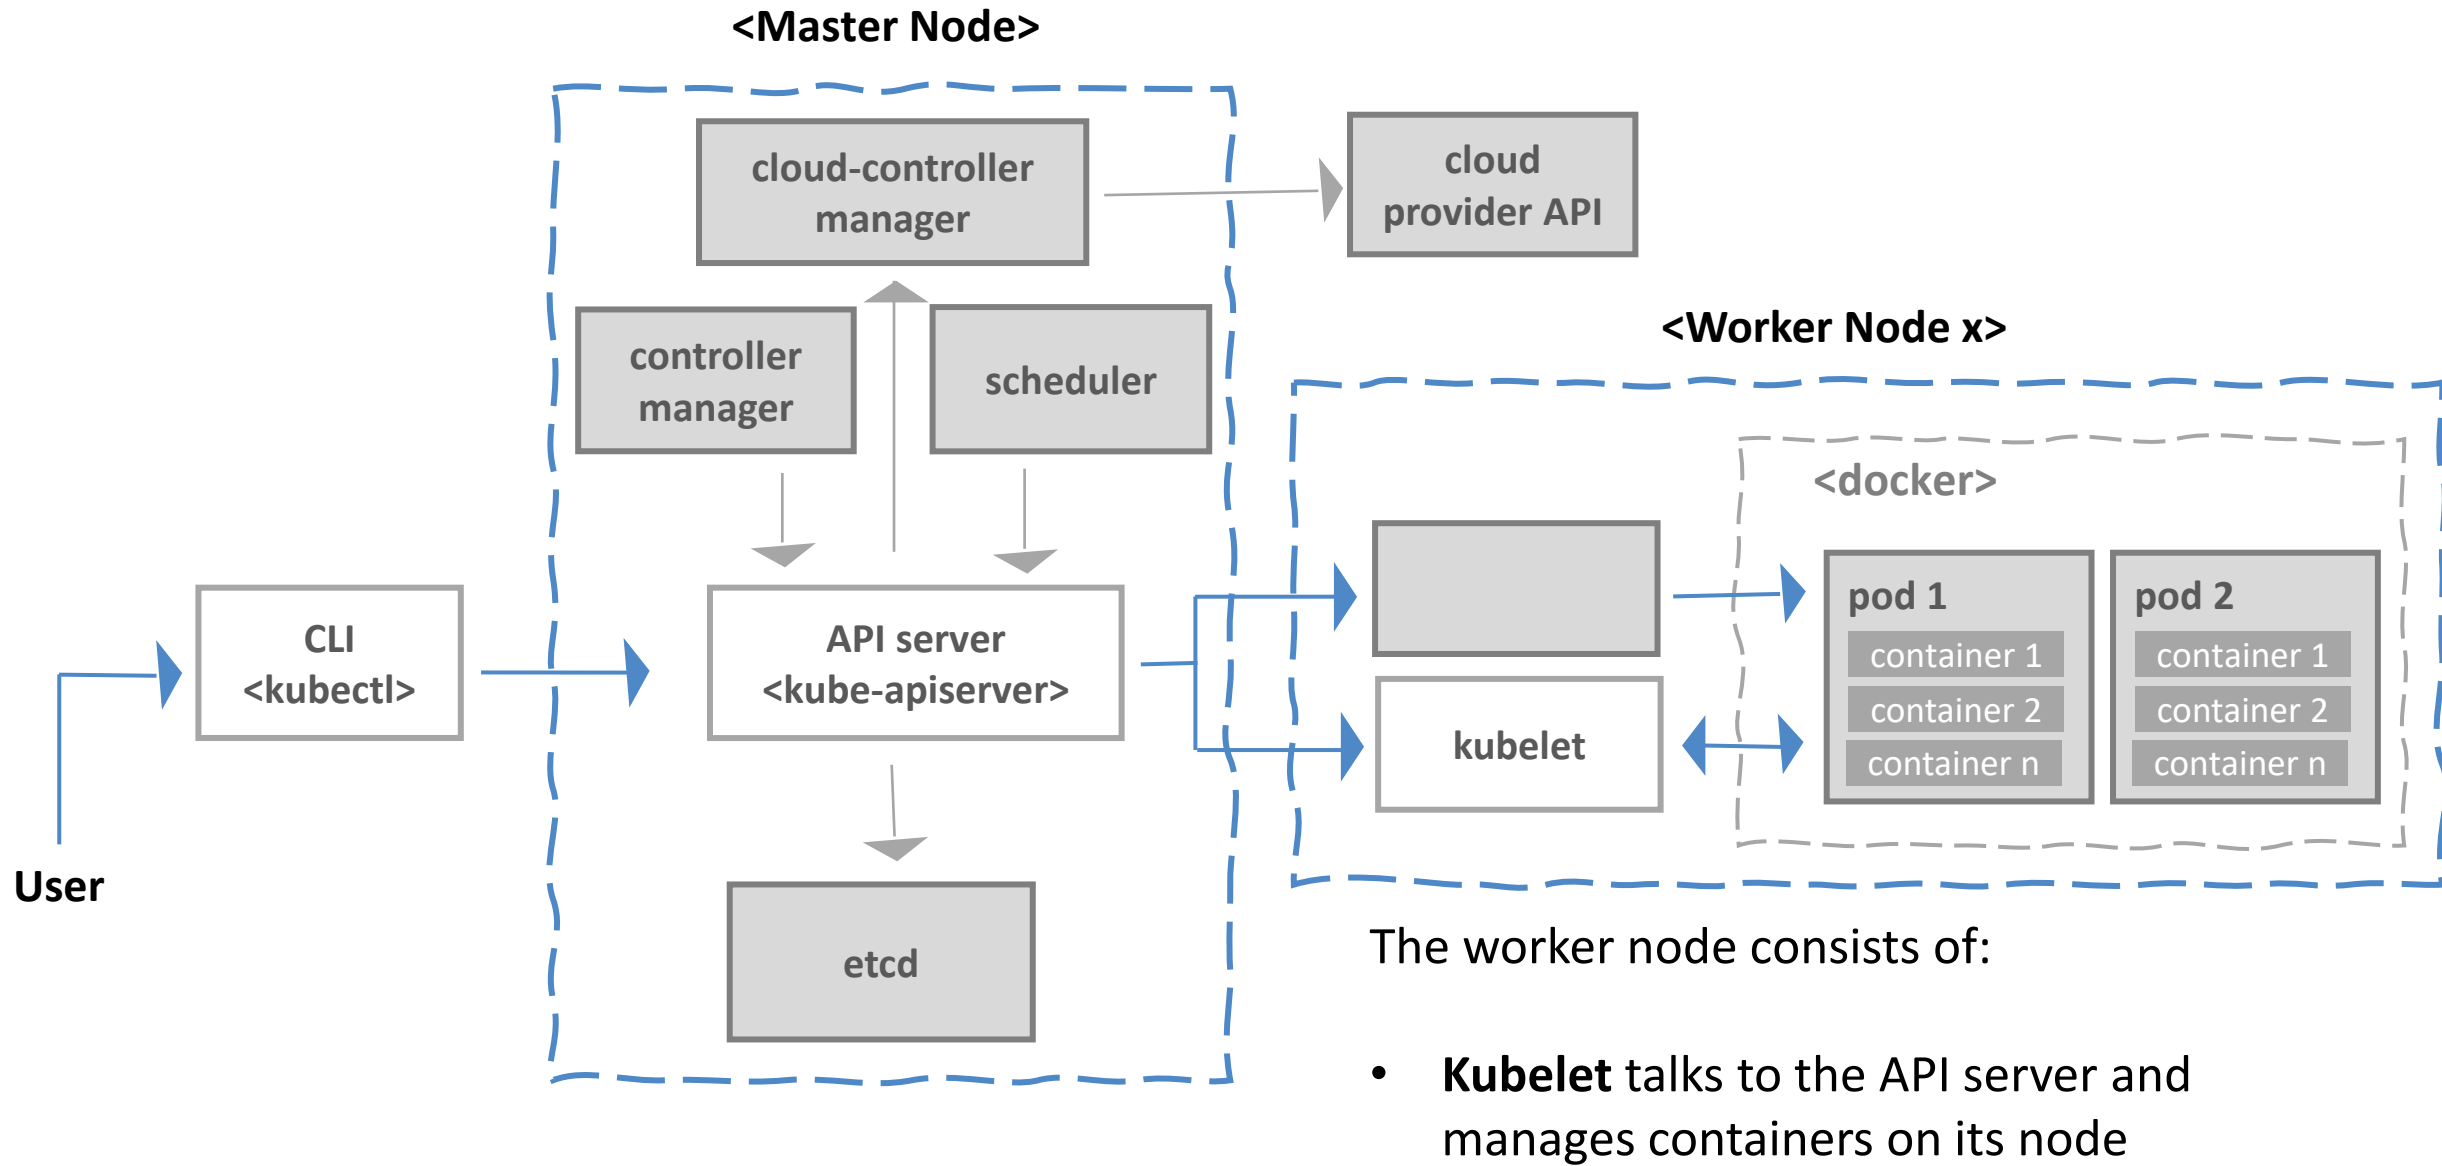 <Master Node>
cloud-controller
manager
cloud
provider API
controller
manager
scheduler
<Worker Node x>
<docker>
CLI
<kubectl>
API server
<kube-apiserver>
kubelet
pod 1
container 1
container 2
container n
pod 2
container 1
container 2
container n
User
etcd
The worker node consists of:
• Kubelet talks to the API server and
manages containers on its node